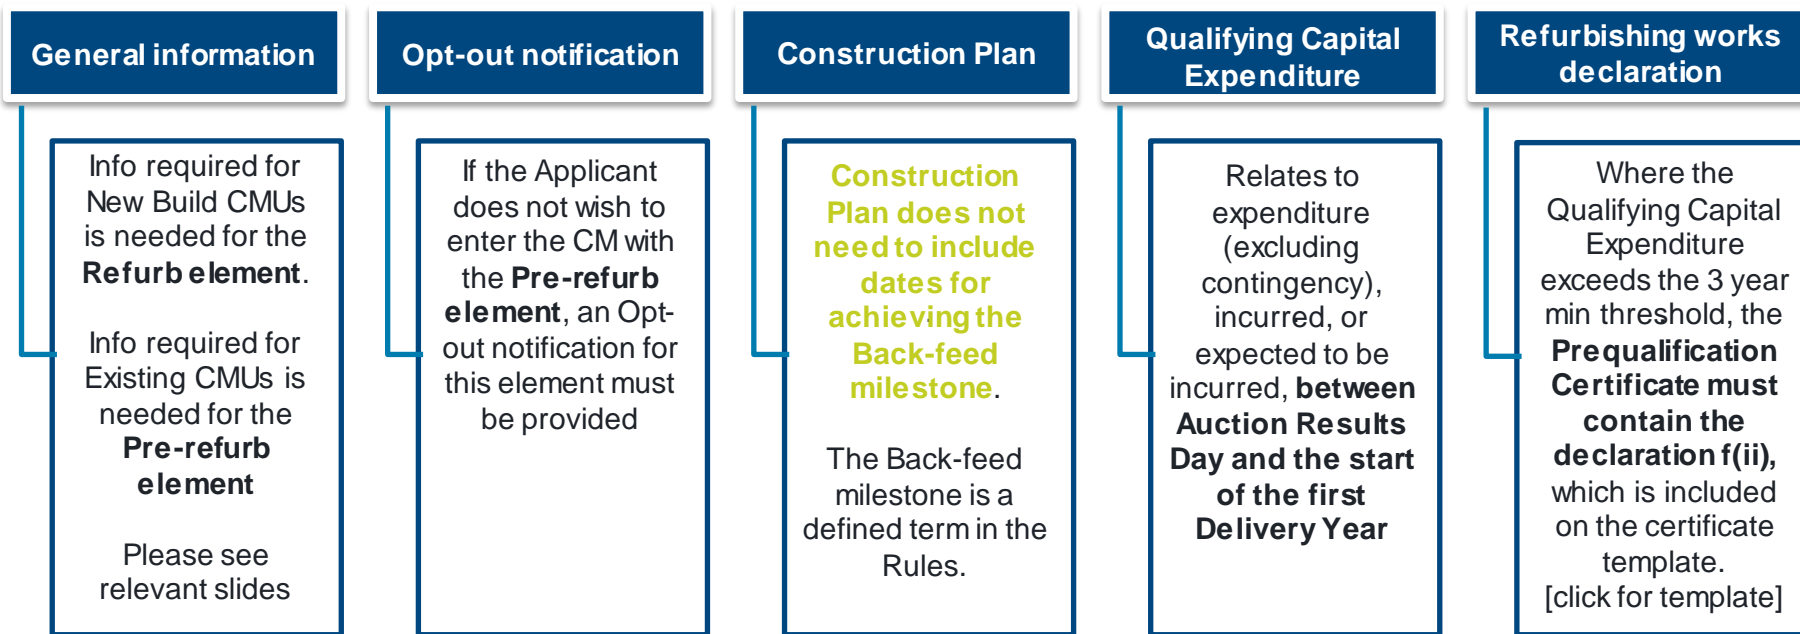 General information
Info required for
New Build CMUs
is needed for the
Refurb element.
Info required for
Existing CMUs is
needed for the
Pre-refurb
element
Please see
relevant slides
Opt-out notification
If the Applicant
does not wish to
enter the CM with
the Pre-refurb
element, an Opt-
out notification for
this element must
be provided
Construction Plan
Construction
Plan does not
need to include
dates for
achieving the
Back-feed
milestone.
The Back-feed
milestone is a
defined term in the
Rules.
Qualifying Capital
Expenditure
Relates to
expenditure
(excluding
contingency),
incurred, or
expected to be
incurred, between
Auction Results
Day and the start
of the first
Delivery Year
Refurbishing works
declaration
Where the
Qualifying Capital
Expenditure
exceeds the 3 year
min threshold, the
Prequalification
Certificate must
contain the
declaration f(ii),
which is included
on the certificate
template.
[click for template]